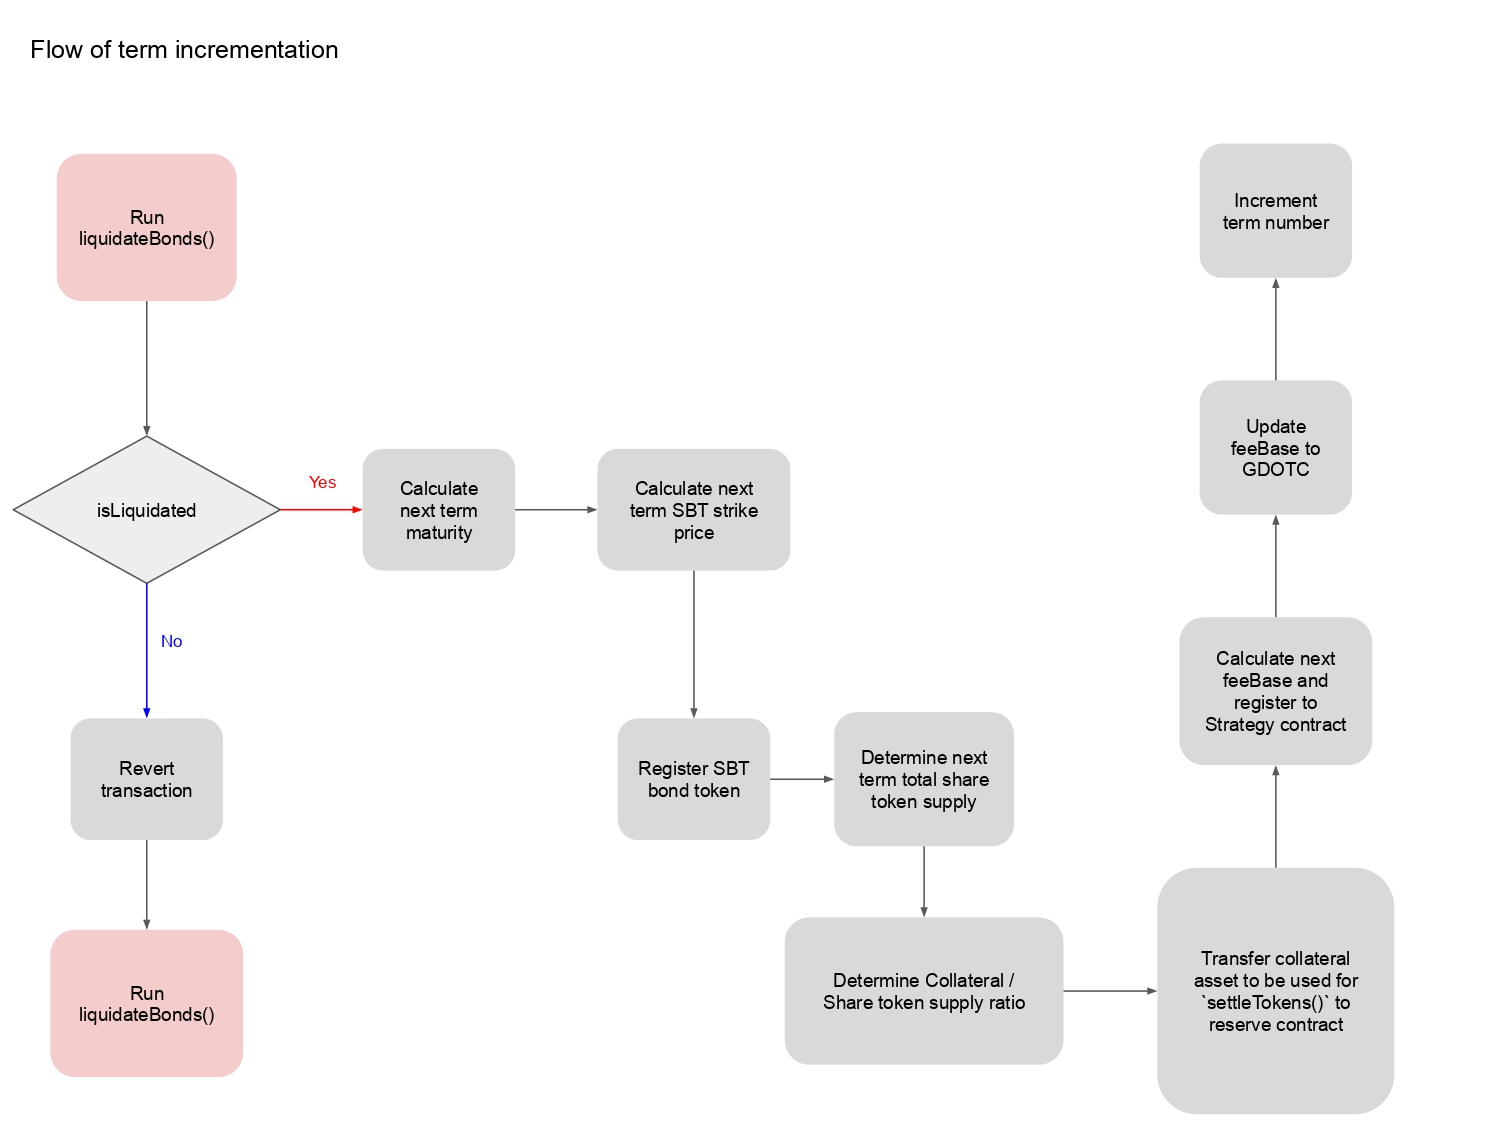 Flow of term incrementation
Run
liquidateBonds()
isLiquidated
Yes
No
Revert
transaction
Run
liquidateBonds()
Calculate
next term
maturity
Calculate next
term SBT strike
price
Register SBT
bond token
Determine next
term total share
token supply
Determine Collateral /
Share token supply ratio
Transfer collateral
asset to be used for
`settleTokens()` to
reserve contract
Calculate next
feeBase and
register to
Strategy contract
Update
feeBase to
GDOTC
Increment
term number